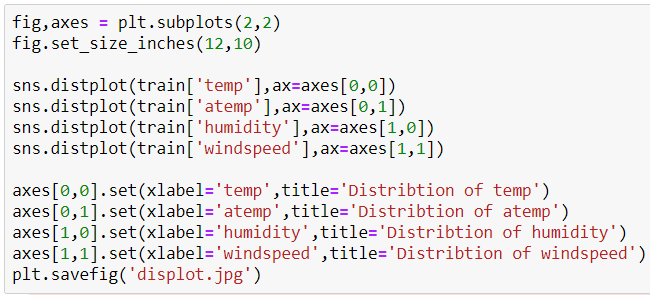 fig,axes = plt.subplots(2,2)
fig.set_size_inches(12,10)
sns.distplot(train['temp'],ax=axes[0,0])
sns.distplot(train['atemp'],ax=axes[0,1])
sns.distplot(train['humidity'],ax=axes[1,0])
sns.distplot(train['windspeed'],ax=axes[1,1])
axes[0,0].set(xlabel='temp',title='Distribtion of temp')
axes[0,1].set(xlabel='atemp',title='Distribtion of atemp')
axes[1,0].set(xlabel='humidity',title='Distribtion of humidity')
axes[1,1].set(xlabel='windspeed',title='Distribtion of windspeed')
plt.savefig('displot.jpg')